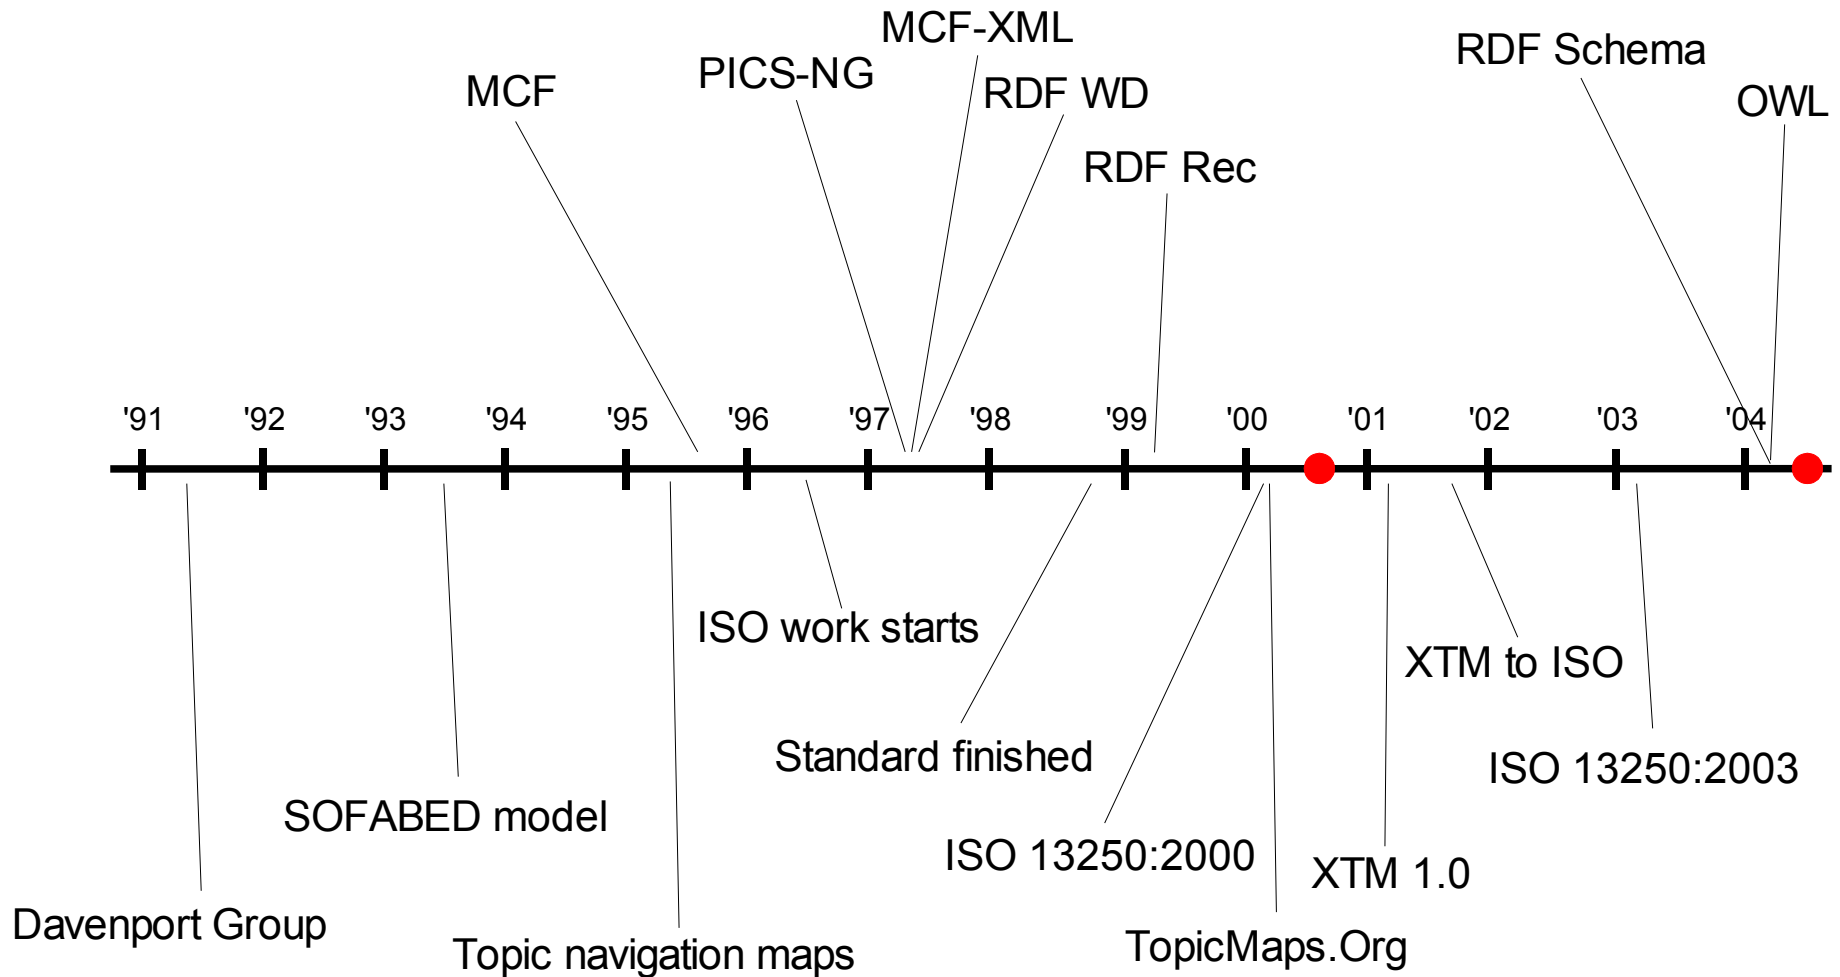 MCF-XML
RDF Schema
PICS-NG
MCF
RDF WD
OWL
RDF Rec
'91 '92 '93 '94 '95 '96 '97 '98 '99 '00 '01 '02 '03 '04
ISO work starts
XTM to ISO
Standard finished
ISO 13250:2003
SOFABED model
ISO 13250:2000
XTM 1.0
Davenport Group
TopicMaps.Org
Topic navigation maps